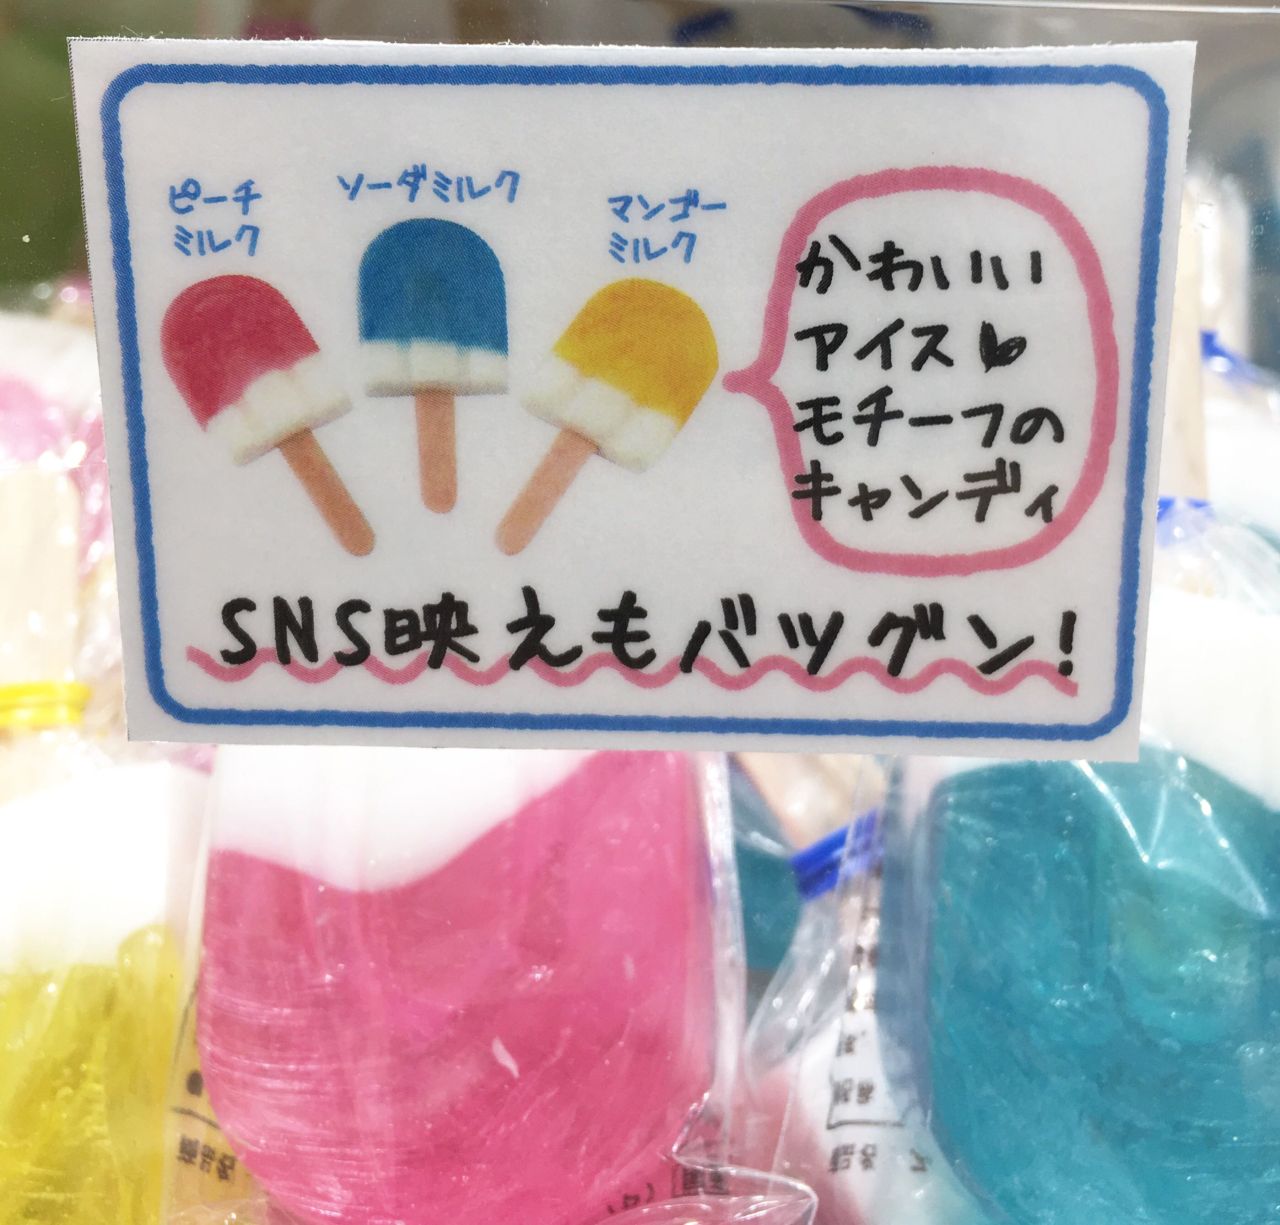 ピーチ
ミルク
ソーダミルク
マンゴー
ミルク
かわいい
アイス♥
モチーフの
キャンディ
SNS映えもバツグン!